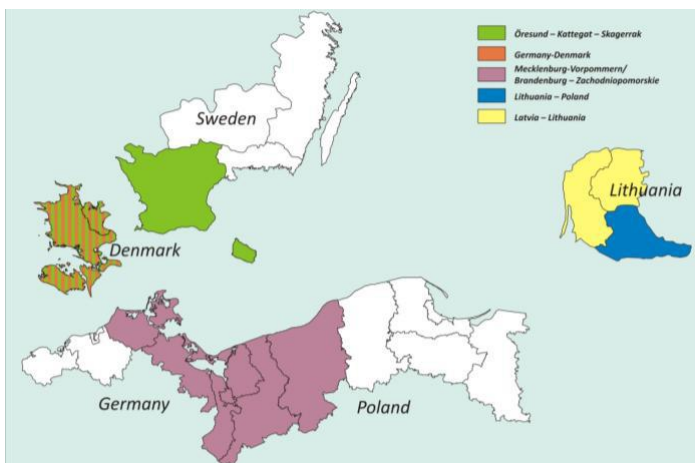 Öresund – Kattegat – Skagerrak
Germany-Denmark
Mecklenburg-Vorpommern/
Brandenburg – Zachodniopomorskie
Lithuania – Poland
Latvia – Lithuania
Sweden
Lithuania
Denmark
Germany
Poland